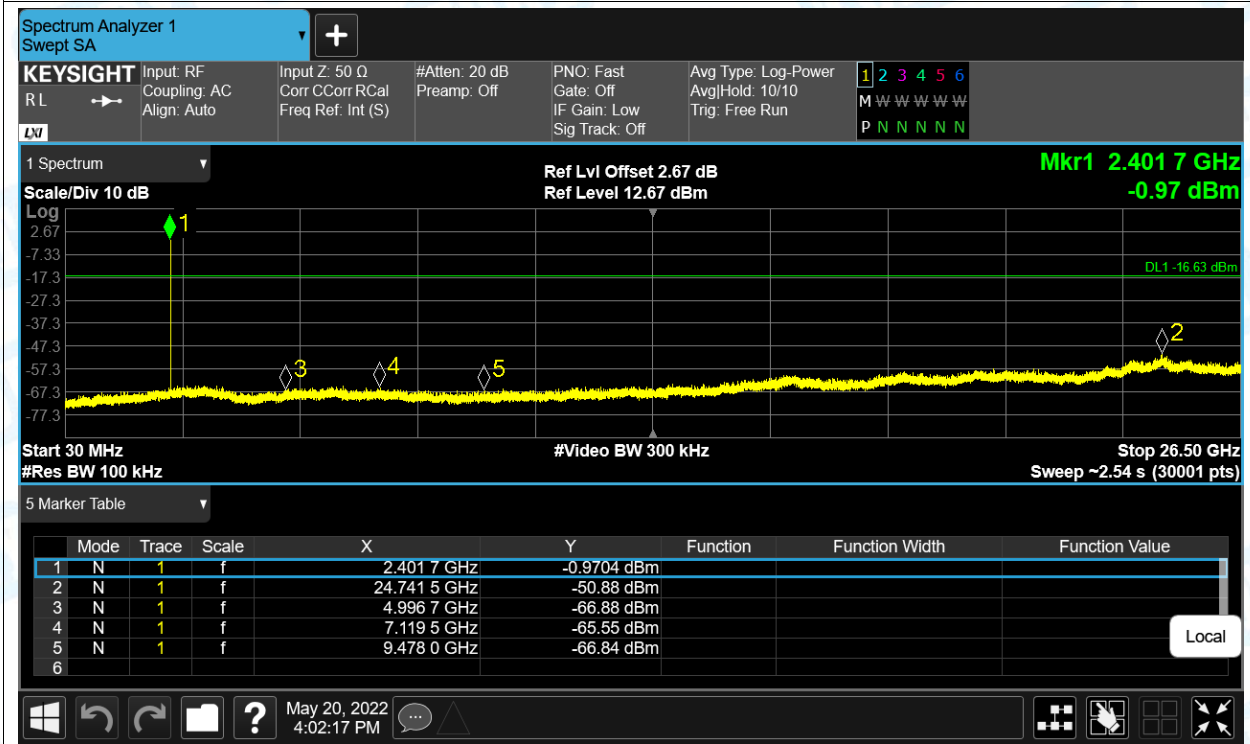 Spectrum Analyzer 1
Swept SA
+
KEYSIGHT
R L
LXI
Input: RF
Coupling: AC
Align: Auto
Input Z: 50 Ω
Corr CCorr RCal
Freq Ref: Int (S)
#Atten: 20 dB
Preamp: Off
PNO: Fast
Gate: Off
IF Gain: Low
Sig Track: Off
Avg Type: Log-Power
Avg|Hold: 10/10
Trig: Free Run
1 2 3 4 5 6
M W W W W W
P N N N N N
1 Spectrum
Scale/Div 10 dB
Ref Lvl Offset 2.67 dB
Ref Level 12.67 dBm
Mkr1 2.401 7 GHz
-0.97 dBm
Log
2.67
-7.33
-17.3
-27.3
-37.3
-47.3
-57.3
-67.3
-77.3
1
DL1 -16.63 dBm
2
3
4
5
Start 30 MHz
#Res BW 100 kHz
#Video BW 300 kHz
Stop 26.50 GHz
Sweep ~2.54 s (30001 pts)
5 Marker Table
Mode Trace Scale X Y Function Function Width Function Value
1 N 1 f 2.401 7 GHz -0.9704 dBm
2 N 1 f 24.741 5 GHz -50.88 dBm
3 N 1 f 4.996 7 GHz -66.88 dBm
4 N 1 f 7.119 5 GHz -65.55 dBm
5 N 1 f 9.478 0 GHz -66.84 dBm
6
Local
?
May 20, 2022
4:02:17 PM